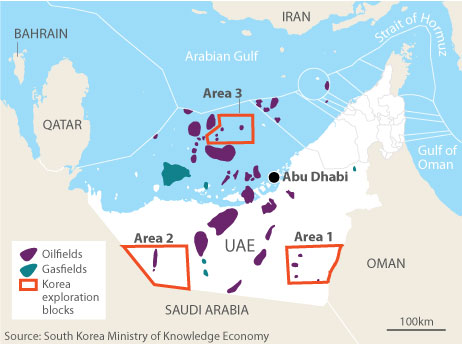 IRAN
BAHRAIN
Strait of Hormuz
Arabian Gulf
Area 3
QATAR
Gulf of
Oman
Abu Dhabi
Oilfields
Gasfields
Korea
exploration
blocks
Area 2
UAE
Area 1
OMAN
SAUDI ARABIA
100km
Source: South Korea Ministry of Knowledge Economy